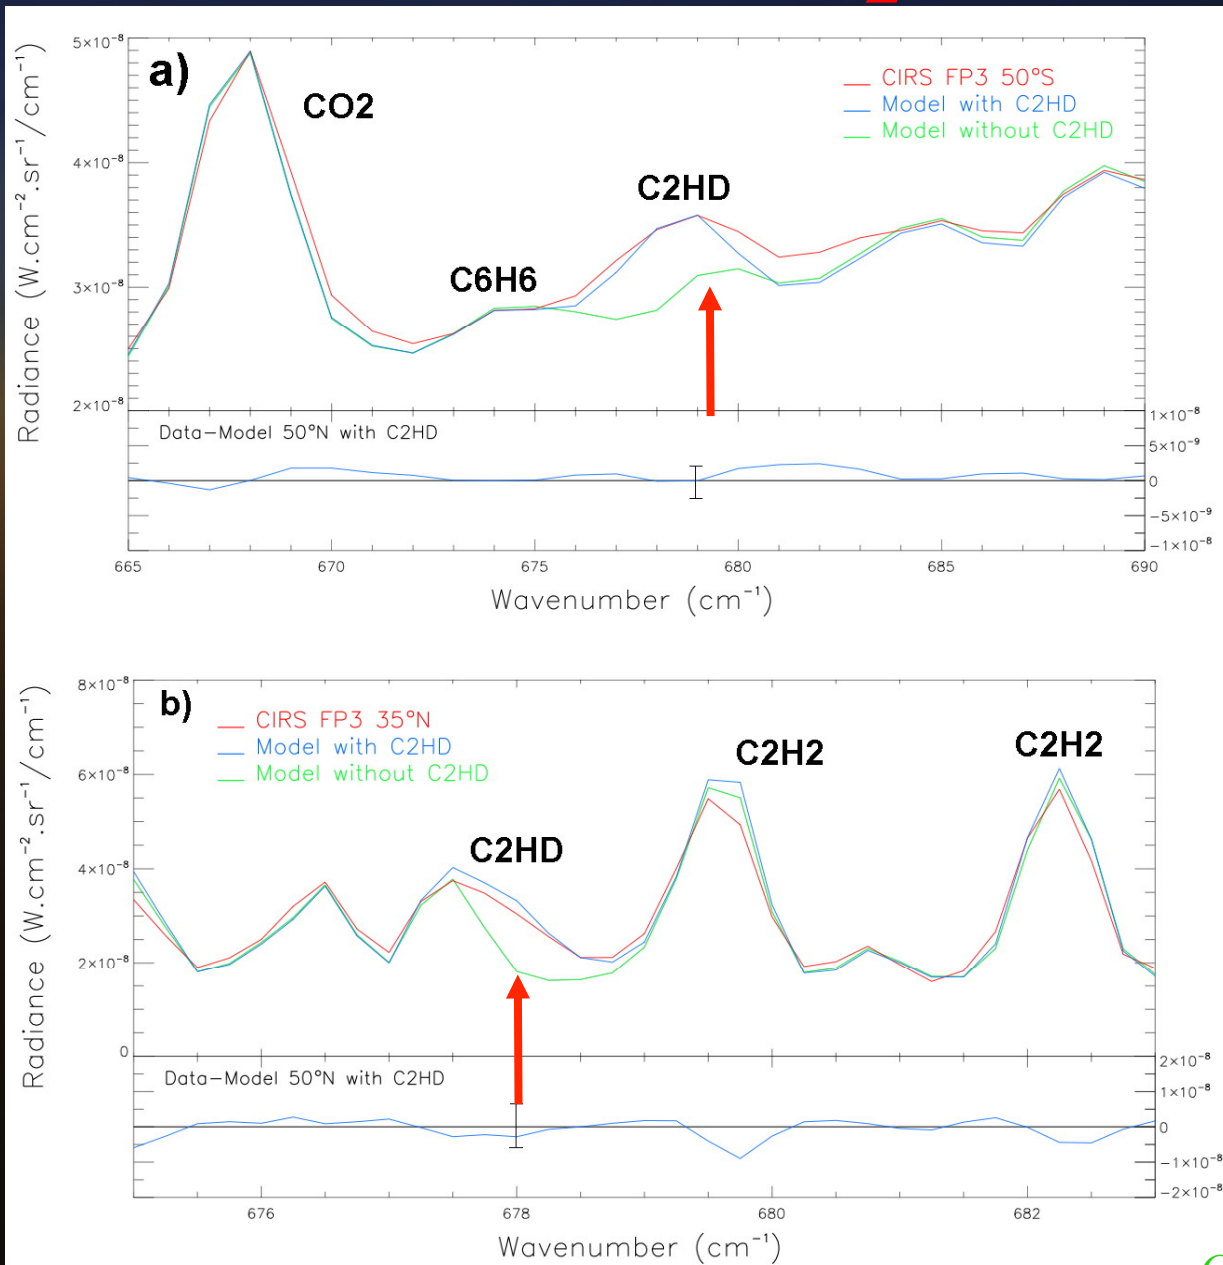 a)
CO2
C6H6
C2HD
CIRS FP3 50°S
Model with C2HD
Model without C2HD
Radiance (W.cm⁻².sr⁻¹/cm⁻¹)
5×10⁻⁸
4×10⁻⁸
3×10⁻⁸
2×10⁻⁸
Data-Model 50°N with C2HD
1×10⁻⁸
5×10⁻⁹
0
-5×10⁻⁹
-1×10⁻⁸
665 670 675 680 685 690
Wavenumber (cm⁻¹)
b)
CIRS FP3 35°N
Model with C2HD
Model without C2HD
C2HD
C2H2
C2H2
Radiance (W.cm⁻².sr⁻¹/cm⁻¹)
8×10⁻⁸
6×10⁻⁸
4×10⁻⁸
2×10⁻⁸
0
Data-Model 50°N with C2HD
2×10⁻⁸
1×10⁻⁸
0
-1×10⁻⁸
-2×10⁻⁸
676 678 680 682
Wavenumber (cm⁻¹)